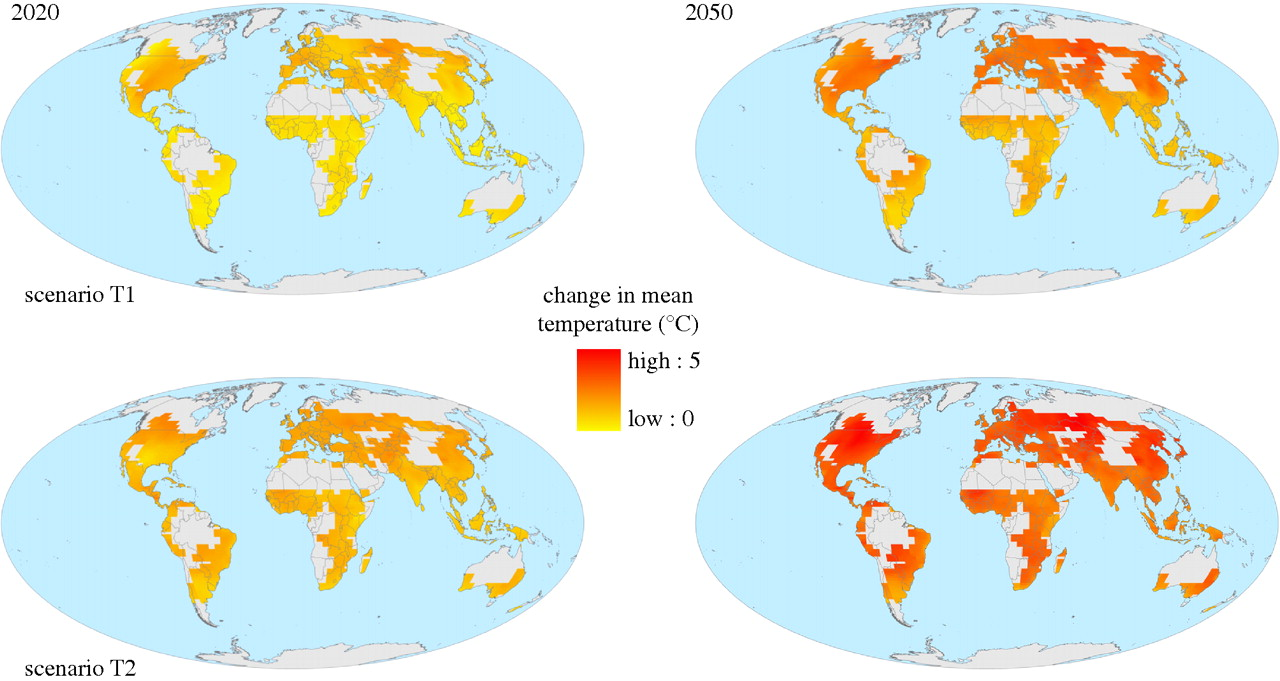 2020
2050
scenario T1
change in mean
temperature (°C)
high : 5
low : 0
scenario T2